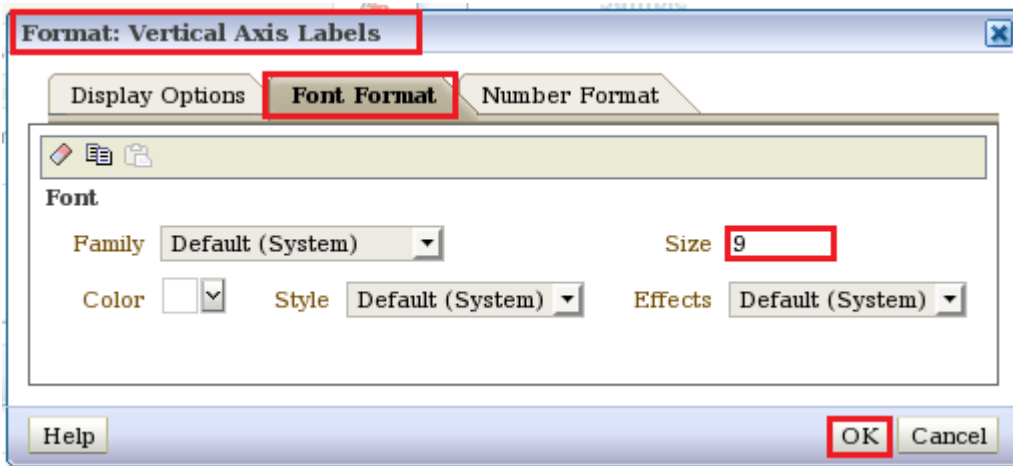 Sample
Format: Vertical Axis Labels
Display Options Font Format Number Format
Font
Family Default (System) Size 9
Color Style Default (System) Effects Default (System)
Help OK Cancel